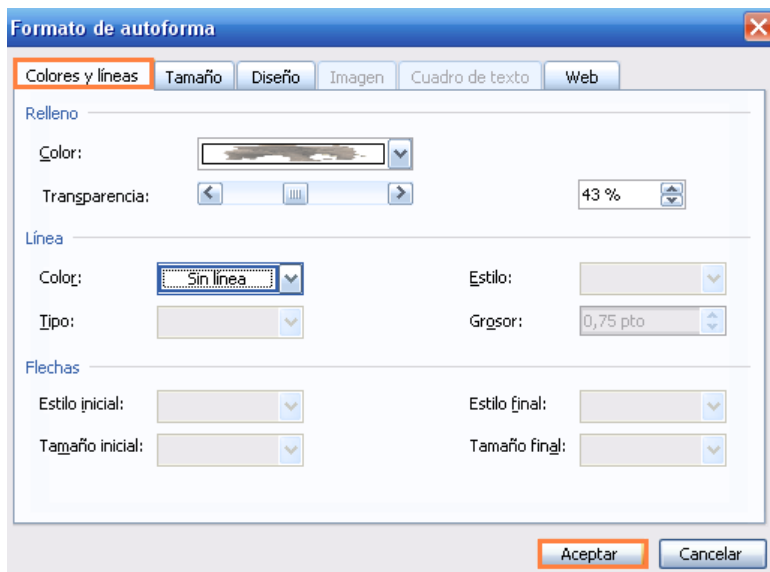 Formato de autoforma
Colores y líneas Tamaño Diseño Imagen Cuadro de texto Web
Relleno
Color:
Transparencia: 43 %
Línea
Color: Sin línea Estilo:
Tipo: Grosor: 0,75 pto
Flechas
Estilo inicial: Estilo final:
Tamaño inicial: Tamaño final:
Aceptar Cancelar